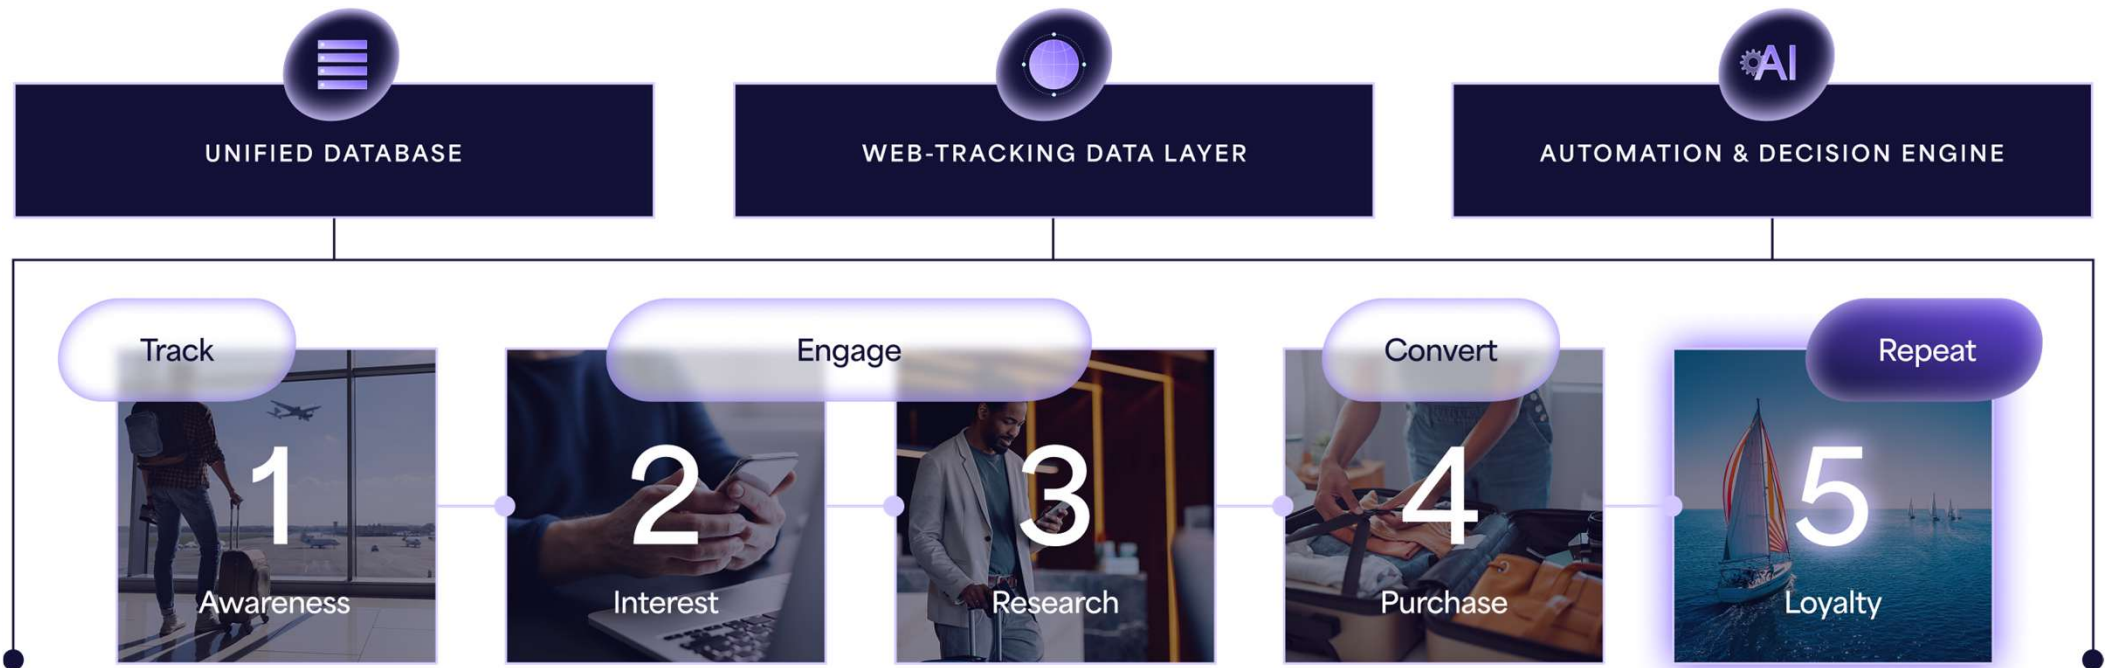 AI
UNIFIED DATABASE
WEB-TRACKING DATA LAYER
AUTOMATION & DECISION ENGINE
Track
Engage
Convert
Repeat
1
2
3
4
5
Awareness
Interest
Research
Purchase
Loyalty